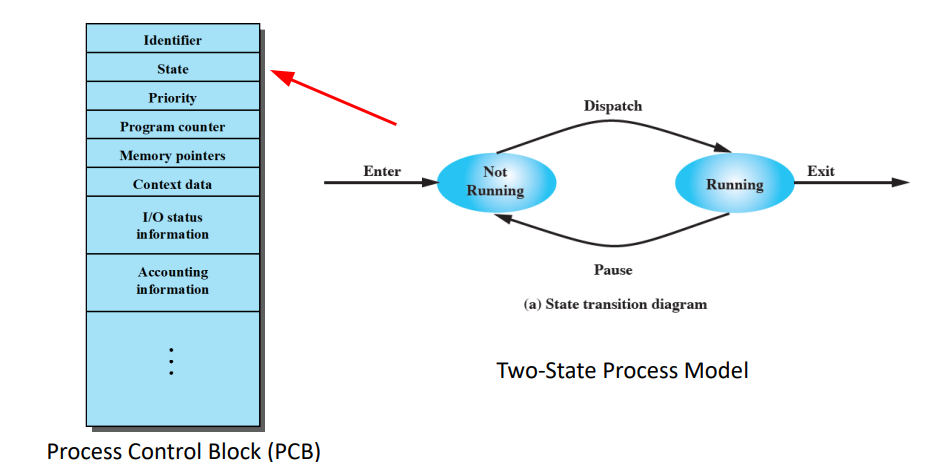 Identifier
State
Priority
Program counter
Memory pointers
Context data
I/O status
information
Accounting
information
Process Control Block (PCB)
Dispatch
Enter
Not
Running
Running
Exit
Pause
(a) State transition diagram
Two-State Process Model